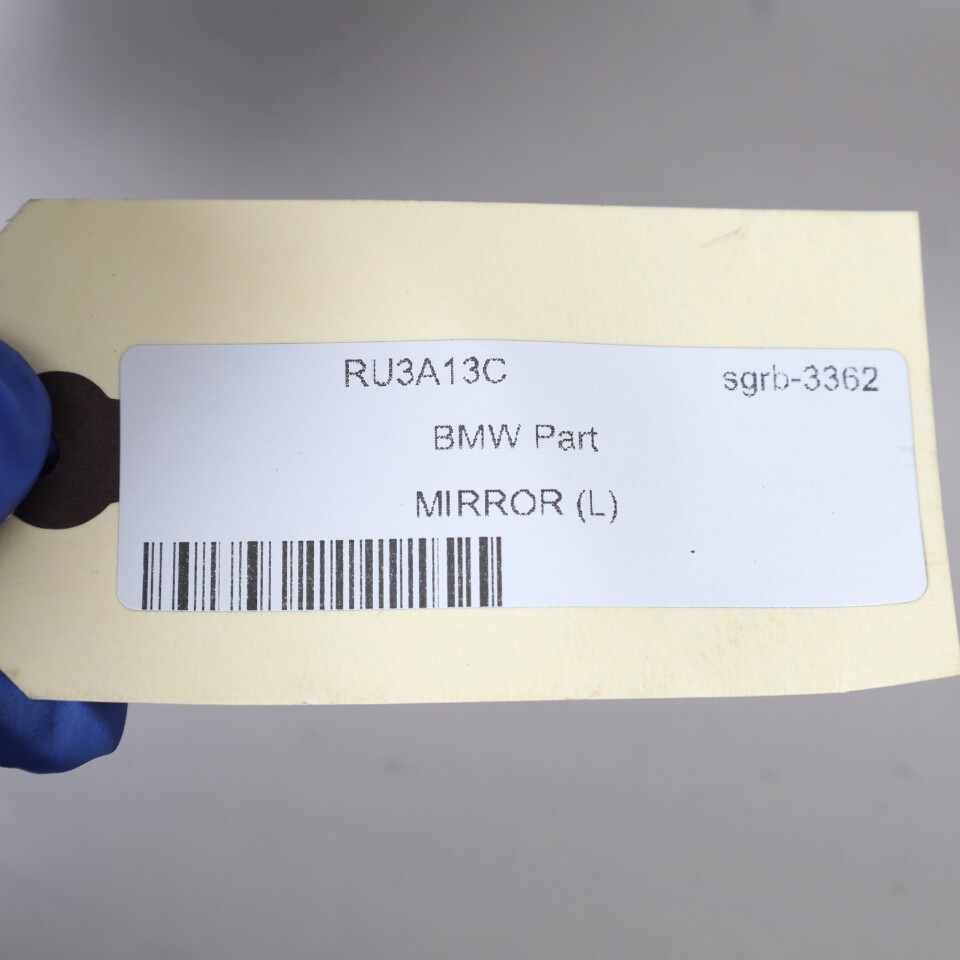 RU3A13C sgrb-3362
BMW Part
MIRROR (L)